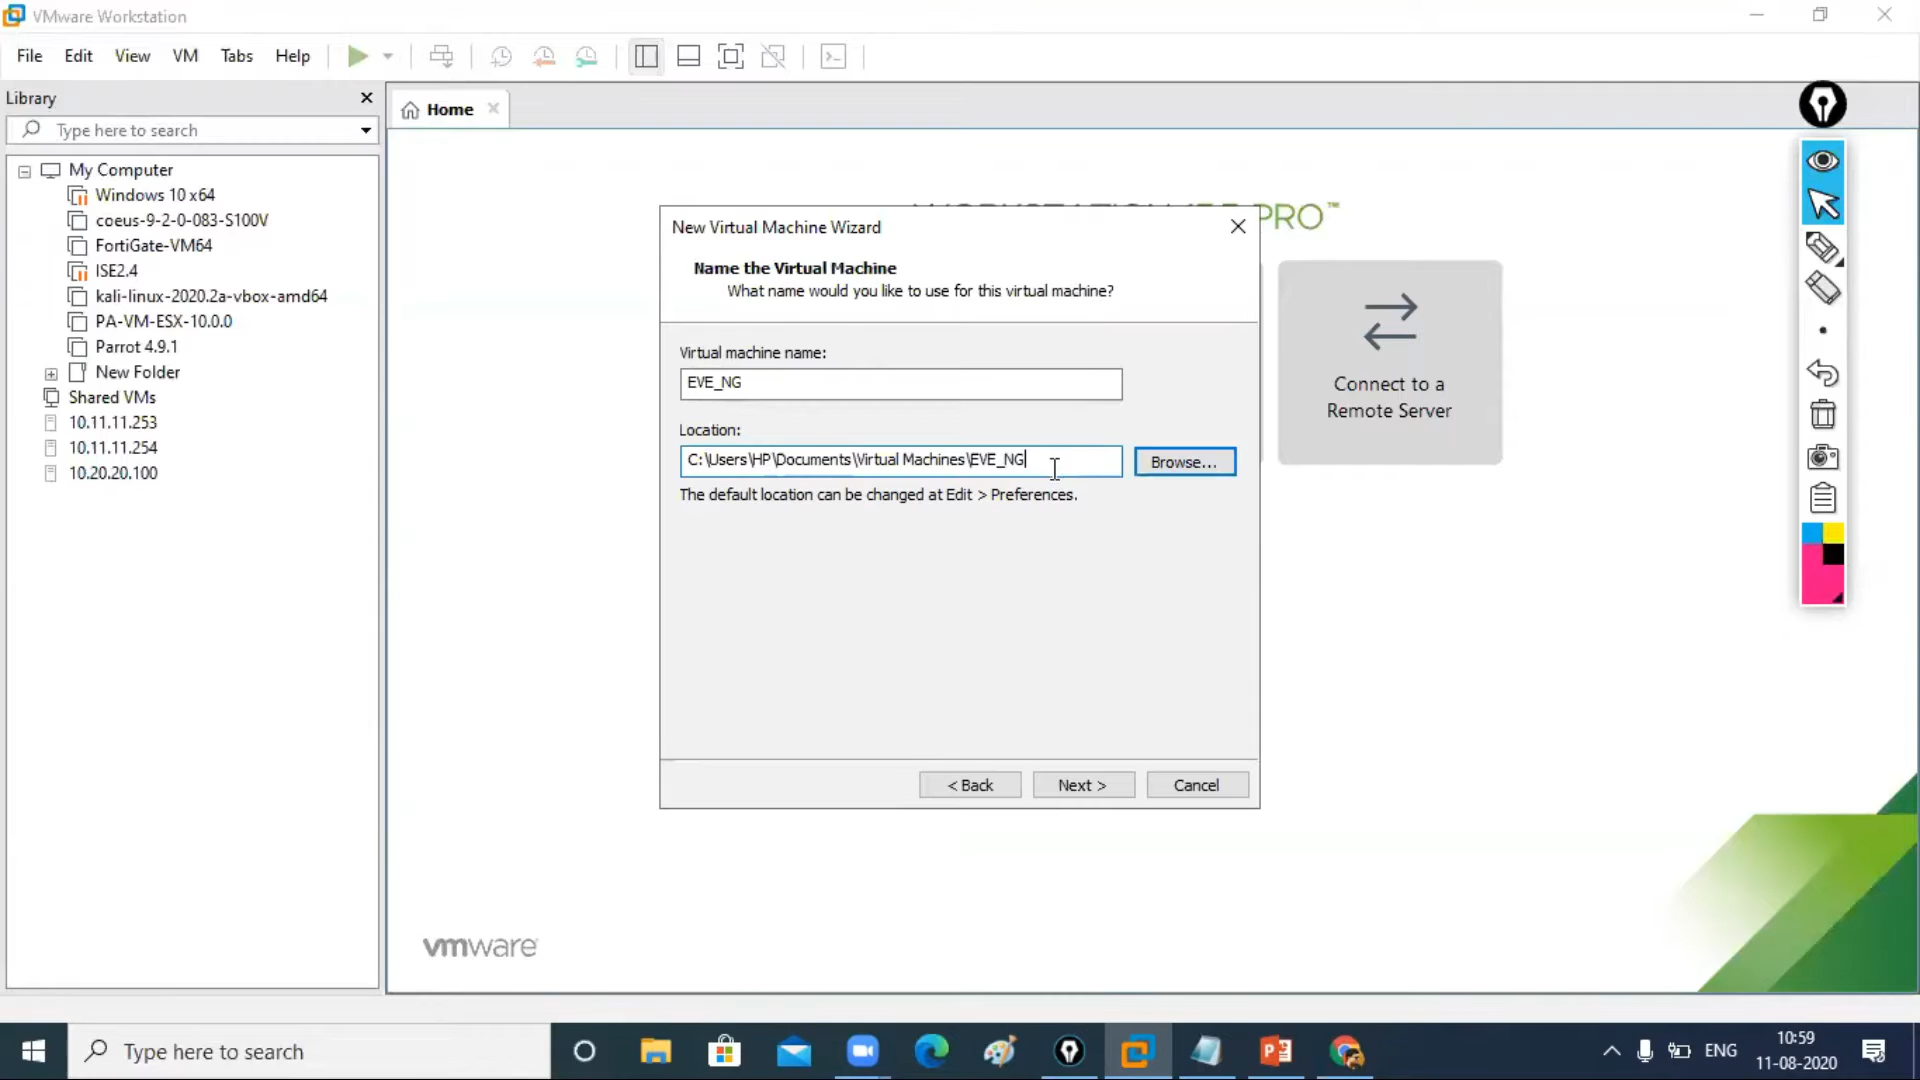 VMware Workstation
File Edit View VM Tabs Help
Library
Type here to search
Home
My Computer
Windows 10 x64
coeus-9-2-0-083-S100V
FortiGate-VM64
ISE2.4
kali-linux-2020.2a-vbox-amd64
PA-VM-ESX-10.0.0
Parrot 4.9.1
New Folder
Shared VMs
10.11.11.253
10.11.11.254
10.20.20.100
PRO™
New Virtual Machine Wizard
Name the Virtual Machine
What name would you like to use for this virtual machine?
Virtual machine name:
EVE_NG
Location:
C:\Users\HP\Documents\Virtual Machines\EVE_NG
Browse...
The default location can be changed at Edit > Preferences.
< Back Next > Cancel
Connect to a
Remote Server
vmware
Type here to search
ENG
10:59
11-08-2020